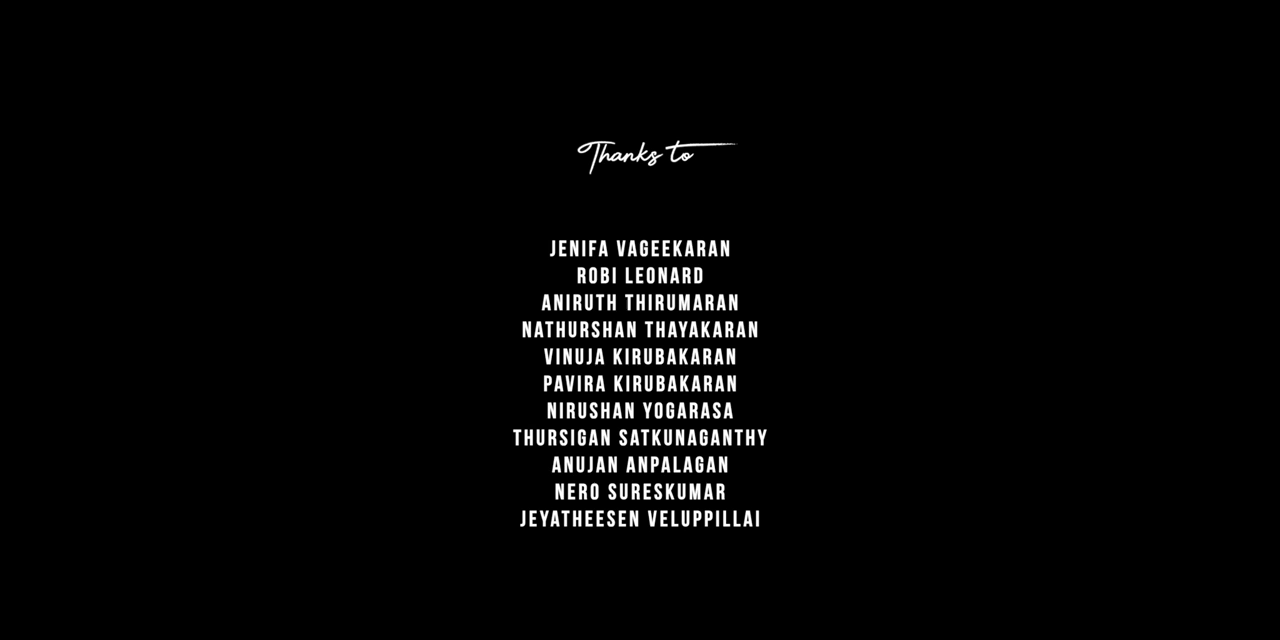 Thanks to
JENIFA VAGEEKARAN
ROBI LEONARD
ANIRUTH THIRUMARAN
NATHURSHAN THAYAKARAN
VINUJA KIRUBAKARAN
PAVIRA KIRUBAKARAN
NIRUSHAN YOGARASA
THURSIGAN SATKUNAGANTHY
ANUJAN ANPALAGAN
NERO SURESKUMAR
JEYATHEESEN VELUPPILLAI